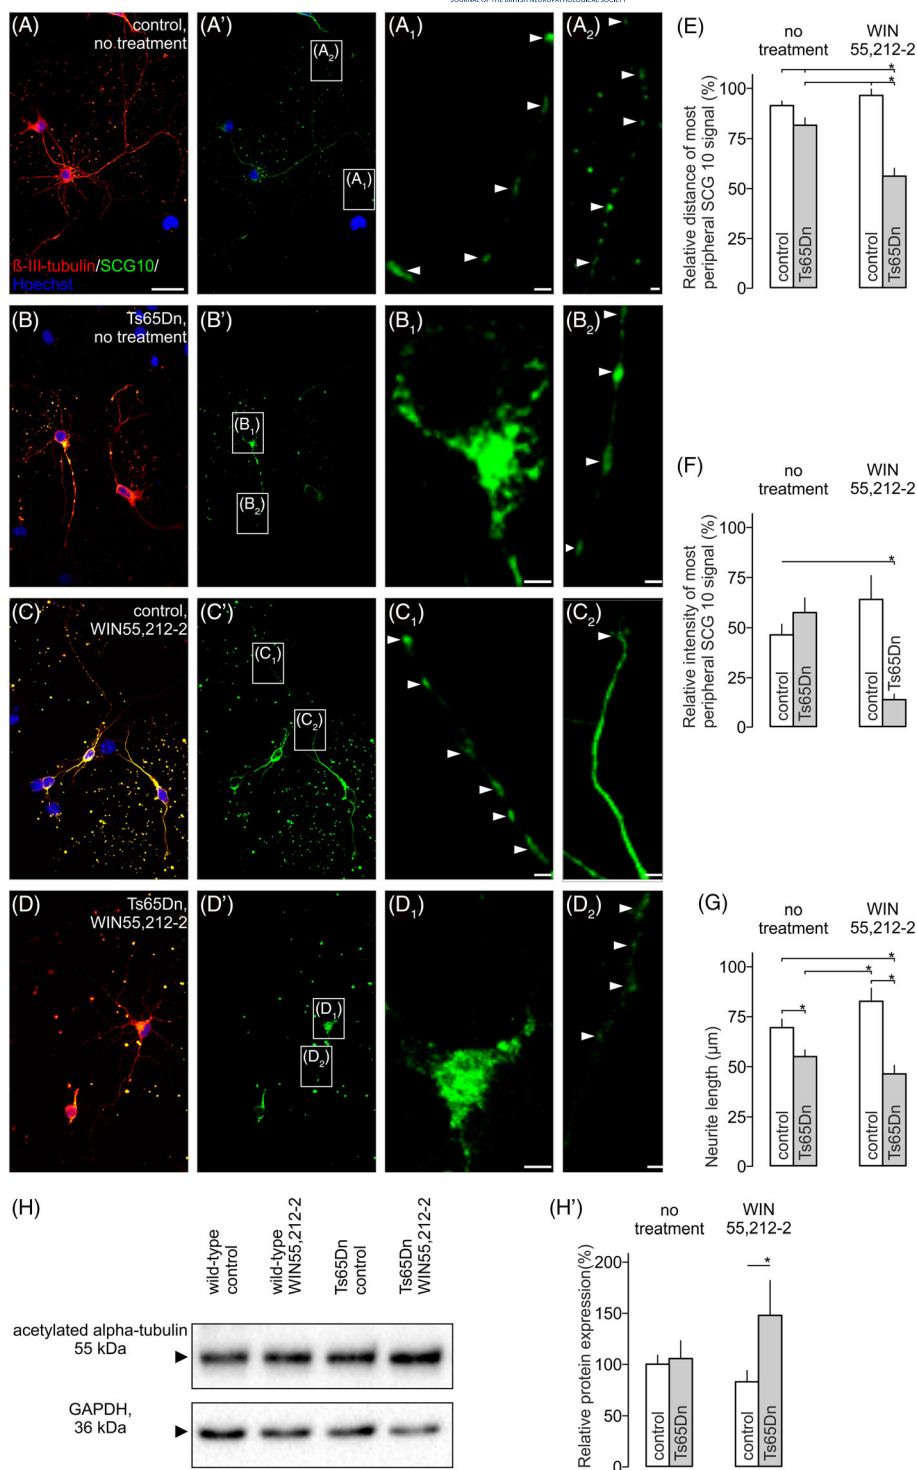 JOURNAL OF THE BRITISH NEUROPATHOLOGICAL SOCIETY
(A) control, no treatment
(A')
(A2)
(A1)
(A1)
(A2)
ß-III-tubulin/SCG10/
Hoechst
(B) Ts65Dn, no treatment
(B')
(B1)
(B2)
(B1)
(B2)
(C) control, WIN55,212-2
(C')
(C1)
(C2)
(C1)
(C2)
(D) Ts65Dn, WIN55,212-2
(D')
(D1)
(D2)
(D1)
(D2)
(E)
no treatment
WIN 55,212-2
Relative distance of most
peripheral SCG 10 signal (%)
100
75
50
25
0
control
Ts65Dn
control
Ts65Dn
*
*
(F)
no treatment
WIN 55,212-2
Relative intensity of most
peripheral SCG 10 signal (%)
100
75
50
25
0
control
Ts65Dn
control
Ts65Dn
*
(G)
no treatment
WIN 55,212-2
Neurite length (µm)
100
75
50
25
0
control
Ts65Dn
control
Ts65Dn
*
*
*
*
(H)
wild-type control
wild-type WIN55,212-2
Ts65Dn control
Ts65Dn WIN55,212-2
acetylated alpha-tubulin
55 kDa
GAPDH,
36 kDa
(H')
no treatment
WIN 55,212-2
Relative protein expression(%)
200
150
100
50
0
control
Ts65Dn
control
Ts65Dn
*